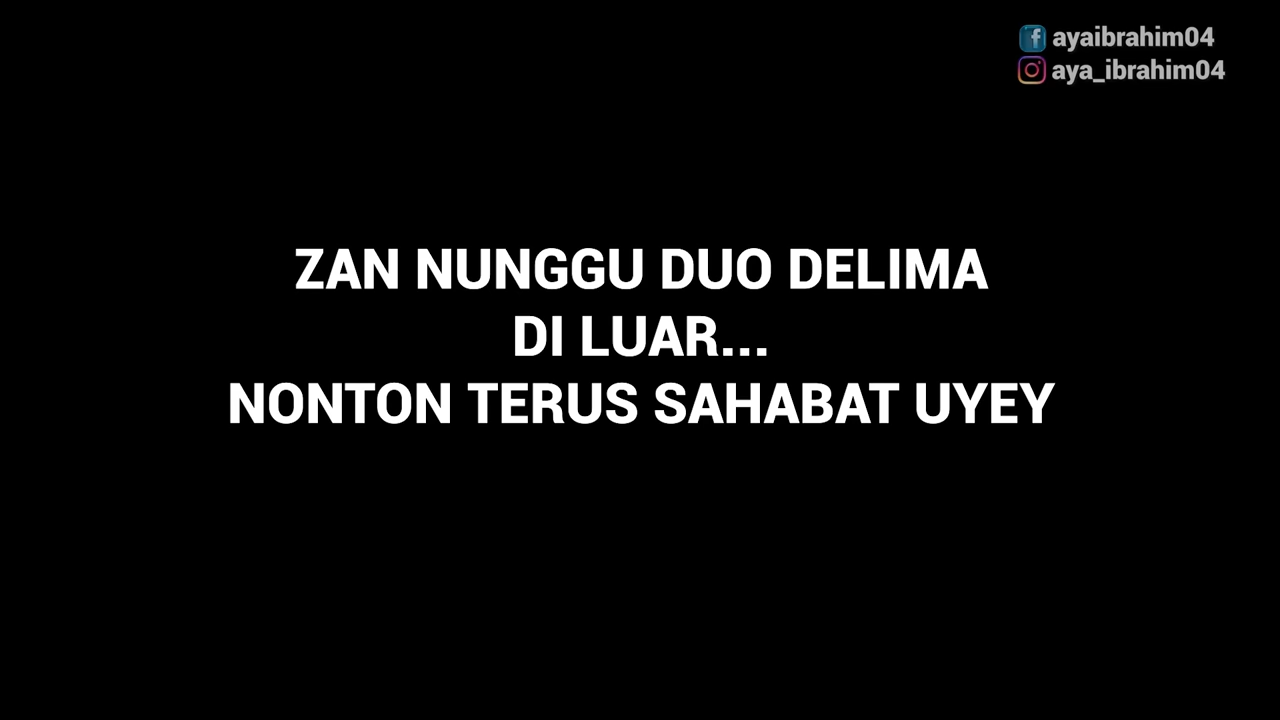 ayaibrahim04
aya_ibrahim04
ZAN NUNGGU DUO DELIMA
DI LUAR...
NONTON TERUS SAHABAT UYEY